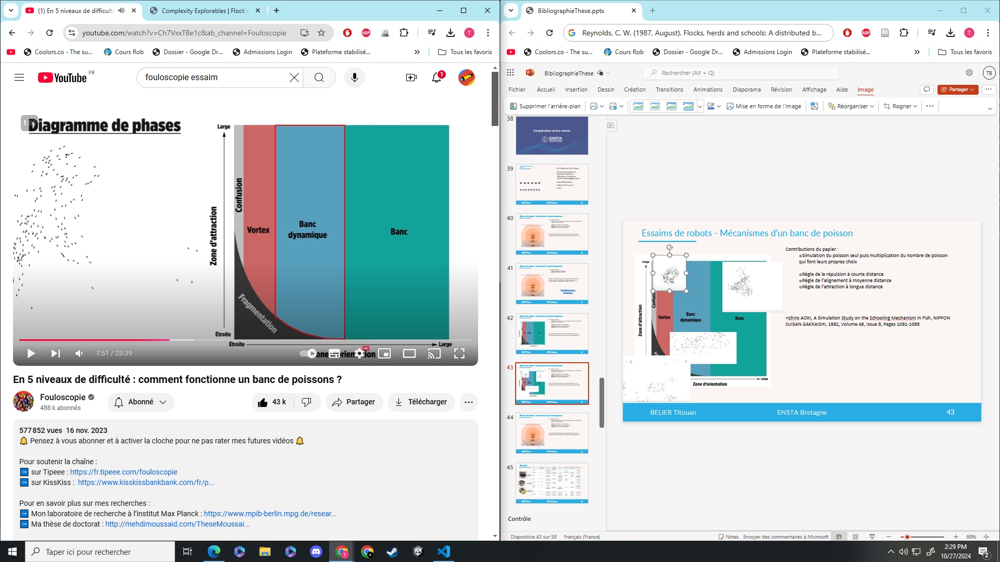 (1) En 5 niveaux de difficulté
Complexity Explorables | Flock'n
youtube.com/watch?v=Ch7VxxTBe1c&ab_channel=Fouloscopie
Coolors.co - The su...
Cours Rob
Dossier - Google Dr...
Admissions Login
Plateforme stabilisé...
Tous les favoris
YouTube FR
fouloscopie essaim
1
Diagramme de phases
Large
Zone d'attraction
Étroite
Confusion
Vortex
Banc
dynamique
Banc
Fragmentation
Étroite
Large
7:51 / 23:39
HD
En 5 niveaux de difficulté : comment fonctionne un banc de poissons ?
Fouloscopie
488 k abonnés
Abonné
43 k
Partager
Télécharger
577 852 vues 16 nov. 2023
🔔 Pensez à vous abonner et à activer la cloche pour ne pas rater mes futures vidéos 🔔
Pour soutenir la chaîne :
➡️ sur Tipeee : https://fr.tipeee.com/fouloscopie
➡️ sur KissKiss : https://www.kisskissbankbank.com/fr/p...
Pour en savoir plus sur mes recherches :
➡️ Mon laboratoire de recherche à l'institut Max Planck : https://www.mpib-berlin.mpg.de/resear...
➡️ Ma thèse de doctorat : http://mehdimoussaid.com/TheseMoussai...
BibliographieThese.pptx
Reynolds, C. W. (1987, August). Flocks, herds and schools: A distributed b...
Coolors.co - The su...
Cours Rob
Dossier - Google Dr...
Admissions Login
Plateforme stabilisé...
Tous les favoris
BibliographieThese
Rechercher (Alt + Q)
TB
Fichier
Accueil
Insertion
Dessin
Création
Transitions
Animations
Diaporama
Révision
Affichage
Aide
Image
Partager
Supprimer l'arrière-plan
Mise en forme de l'image
Réorganiser
Rogner
38
Coopération entre robots
ENSTA
BRETAGNE
39
40
41
42
43
44
45
Essaims de robots - Mécanismes d'un banc de poisson
Contributions du papier :
oSimulation du poisson seul puis multiplication du nombre de poisson
qui font leurs propres choix
oRègle de la répulsion à courte distance
oRègle de l'alignement à moyenne distance
oRègle de l'attraction à longue distance
•Ichiro AOKI, A Simulation Study on the Schooling Mechanism in Fish, NIPPON
SUISAN GAKKAISHI, 1982, Volume 48, Issue 8, Pages 1081-1088
Large
Zone d'attraction
Vortex
Banc
dynamique
Banc
Large
Zone d'orientation
BELIER Titouan
ENSTA Bretagne
43
Contrôle
Diapositive 43 sur 59
Français (France)
Notes
Envoyer des commentaires à Microsoft
68%
Taper ici pour rechercher
2:29 PM
10/27/2024
2